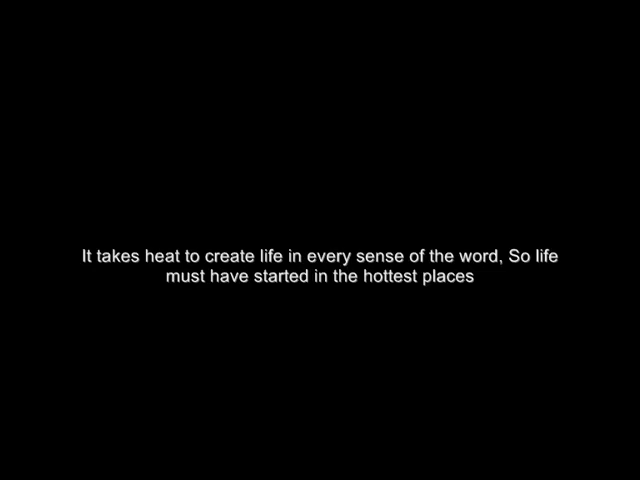 It takes heat to create life in every sense of the word, So life
must have started in the hottest places